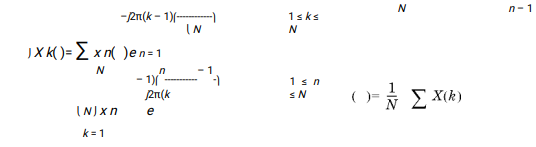 N n − 1
−j2π(k − 1)(------------) 1 ≤ k ≤
( N N
) X k( )= ∑ x n( )e n = 1
N n − 1
− 1)( ----------- -) 1 ≤ n
j2π(k ≤ N
( )= 1/N ∑ X(k)
( N) x n e
k = 1